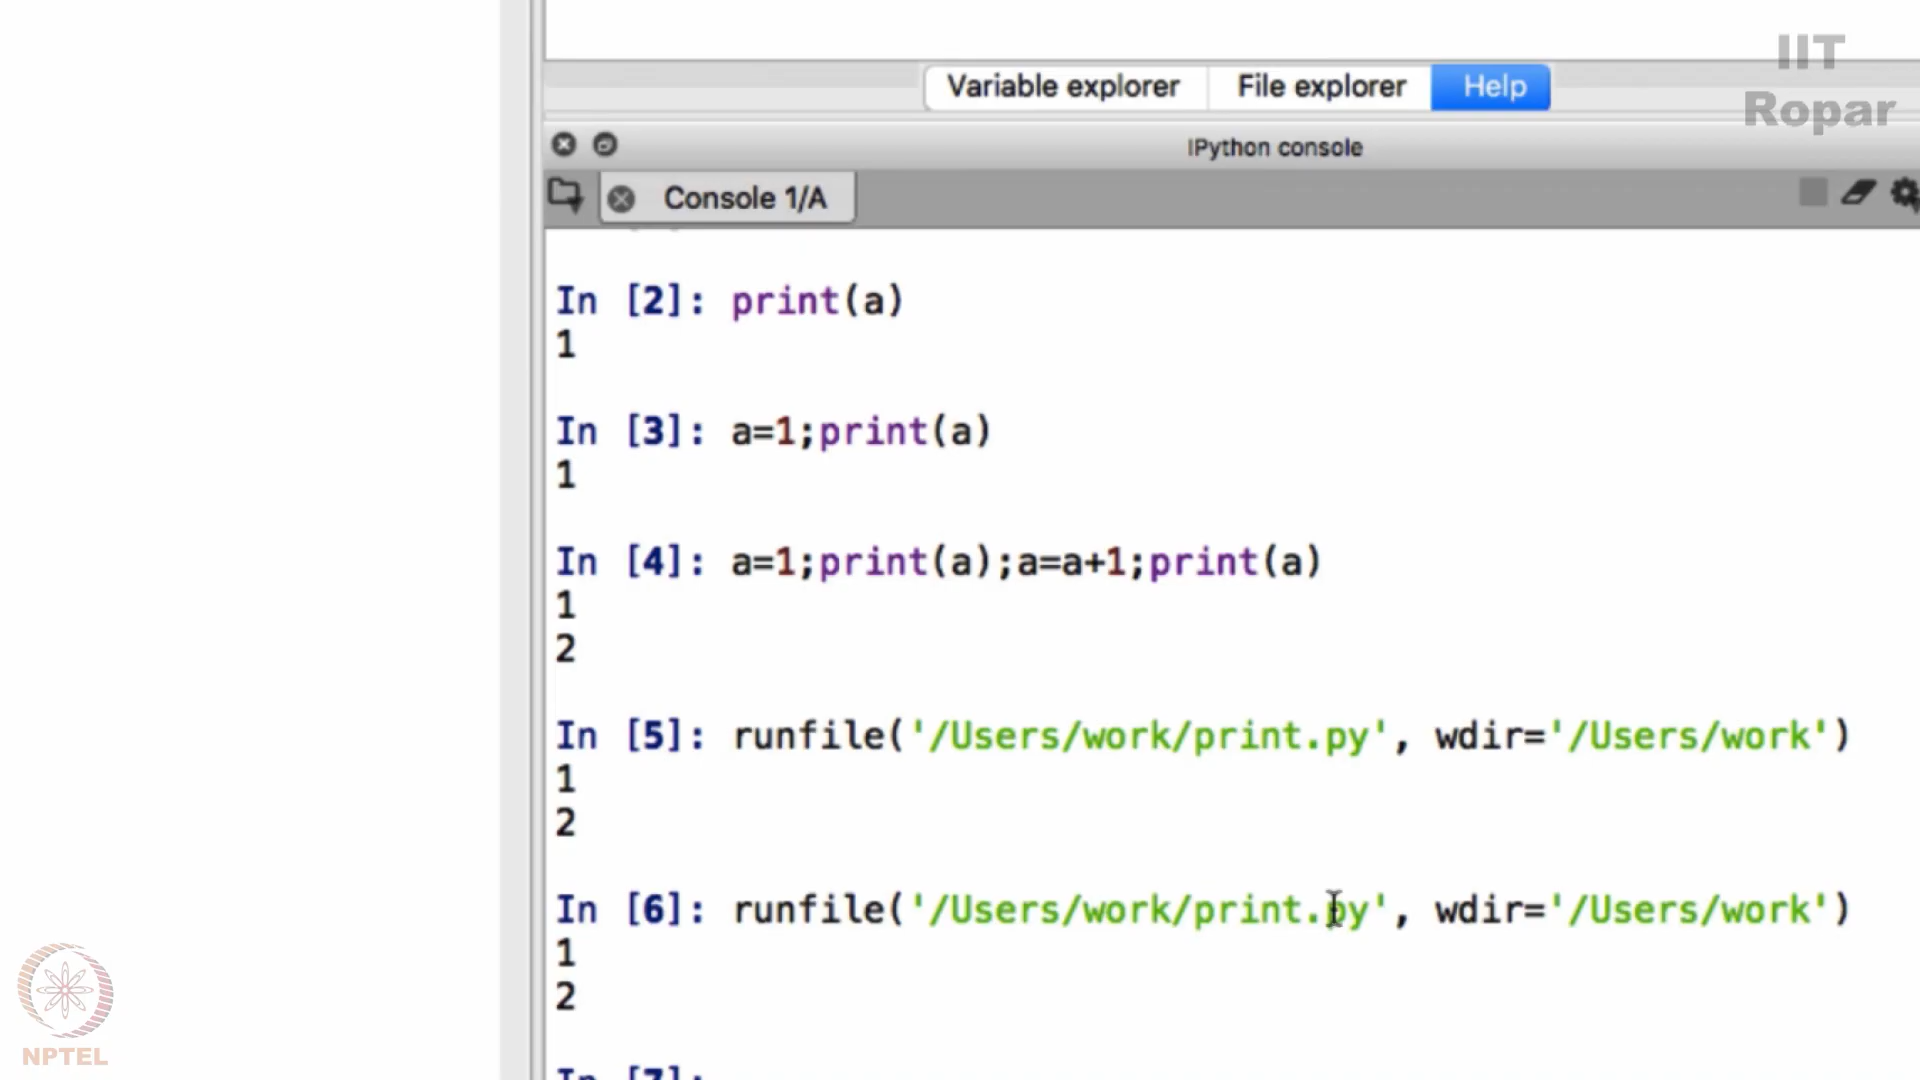 IIT
Ropar
Variable explorer File explorer Help
IPython console
Console 1/A
In [2]: print(a)
1
In [3]: a=1;print(a)
1
In [4]: a=1;print(a);a=a+1;print(a)
1
2
In [5]: runfile('/Users/work/print.py', wdir='/Users/work')
1
2
In [6]: runfile('/Users/work/print.py', wdir='/Users/work')
1
2
In [7]:
NPTEL